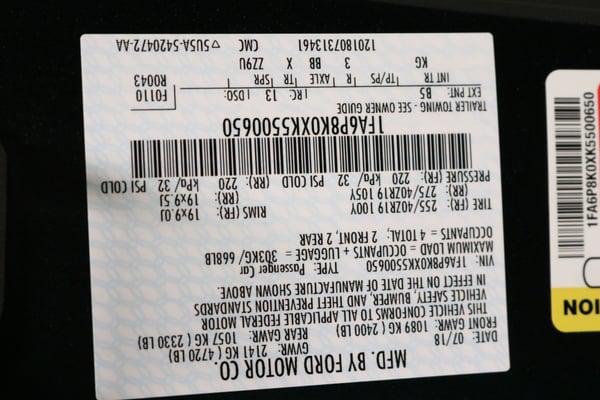 MFD. BY FORD MOTOR CO.
DATE: 07/18 GVWR: 2141 KG ( 4720 LB)
FRONT GAWR: 1089 KG ( 2400 LB) REAR GAWR: 1057 KG ( 2330 LB)
THIS VEHICLE CONFORMS TO ALL APPLICABLE FEDERAL MOTOR
VEHICLE SAFETY, BUMPER, AND THEFT PREVENTION STANDARDS
IN EFFECT ON THE DATE OF MANUFACTURE SHOWN ABOVE.
VIN: 1FA6P8K0XK5500650 TYPE: Passenger Car
MAXIMUM LOAD = OCCUPANTS + LUGGAGE = 303KG/ 668LB
OCCUPANTS = 4 TOTAL, 2 FRONT, 2 REAR
TIRE (FR): 255/40ZR19 100Y RIMS (FR): 19x9.0J
(RR): 275/40ZR19 105Y (RR): 19x9.5J
PRESSURE (FR): 220 kPa/ 32 PSI COLD (RR): 220 kPa/ 32 PSI COLD
1FA6P8K0XK5500650
TRAILER TOWING - SEE OWNER GUIDE
EXT PNT: B5 RC: 13 DSO: F0110
INT TR TP/PS R AXLE TR SPR R0043
KG 3 BB X ZZ9U
120180731346​1 CMC ▽5U5A-5420472-AA
1FA6P8K0XK5500650
ION